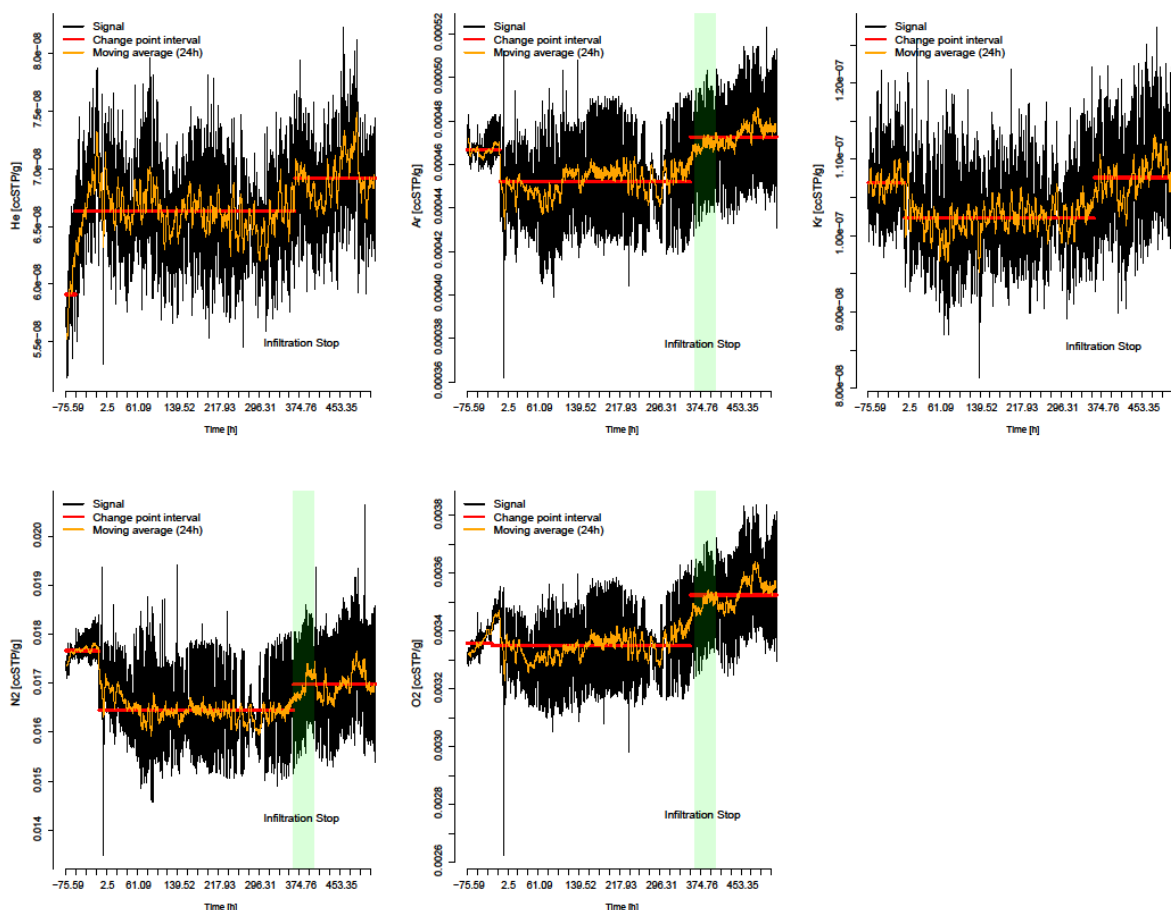 Signal
Change point interval
Moving average (24h)
He [ccSTP/g]
5.5e-08 6.0e-08 6.5e-08 7.0e-08 7.5e-08 8.0e-08
Infiltration Stop
-75.59 2.5 61.09 139.52 217.93 296.31 374.76 453.35
Time [h]
Signal
Change point interval
Moving average (24h)
Ar [ccSTP/g]
0.00036 0.00038 0.00040 0.00042 0.00044 0.00046 0.00048 0.00050 0.00052
Infiltration Stop
-75.59 2.5 61.09 139.52 217.93 296.31 374.76 453.35
Time [h]
Signal
Change point interval
Moving average (24h)
Kr [ccSTP/g]
8.00e-08 9.00e-08 1.00e-07 1.10e-07 1.20e-07
Infiltration Stop
-75.59 2.5 61.09 139.52 217.93 296.31 374.76 453.35
Time [h]
Signal
Change point interval
Moving average (24h)
N2 [ccSTP/g]
0.014 0.015 0.016 0.017 0.018 0.019 0.020
Infiltration Stop
-75.59 2.5 61.09 139.52 217.93 296.31 374.76 453.35
Time [h]
Signal
Change point interval
Moving average (24h)
O2 [ccSTP/g]
0.0026 0.0028 0.0030 0.0032 0.0034 0.0036 0.0038
Infiltration Stop
-75.59 2.5 61.09 139.52 217.93 296.31 374.76 453.35
Time [h]